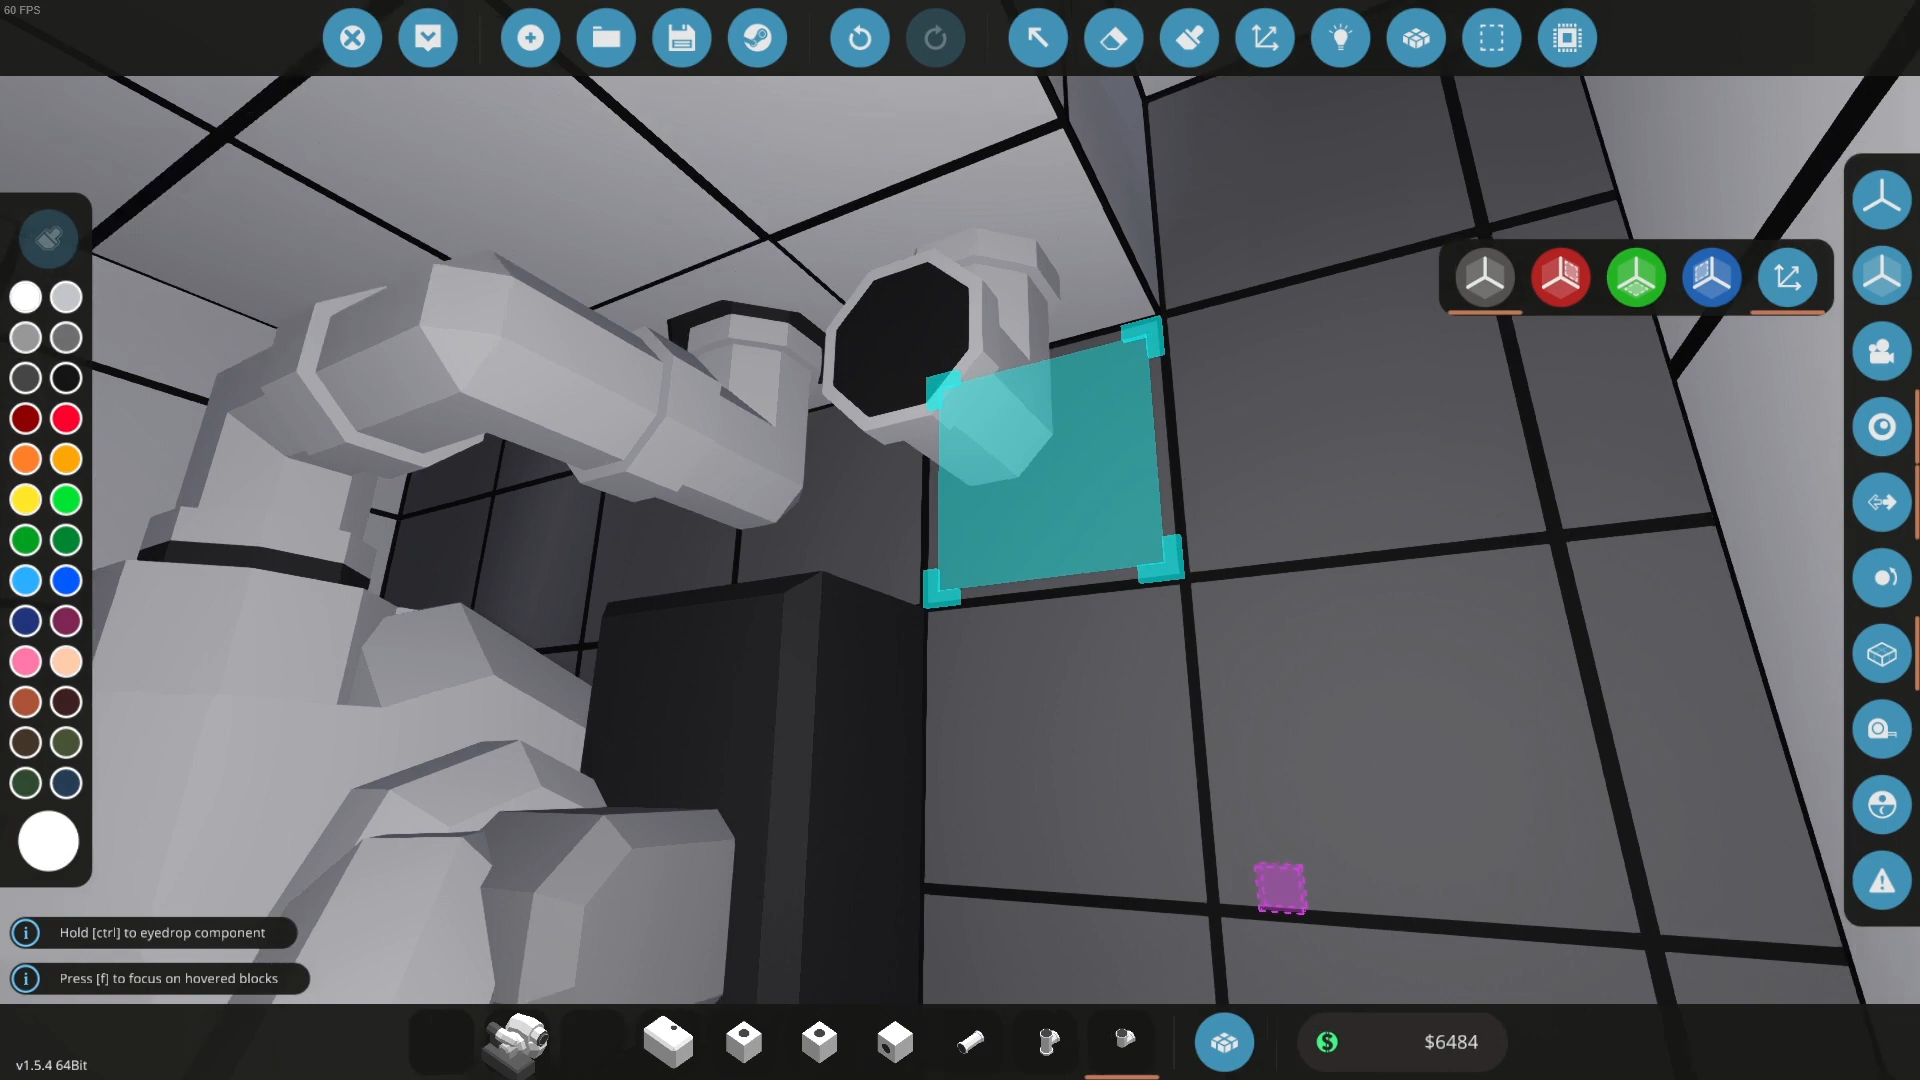 60 FPS
Hold [ctrl] to eyedrop component
Press [f] to focus on hovered blocks
$6484
v1.5.4 64Bit